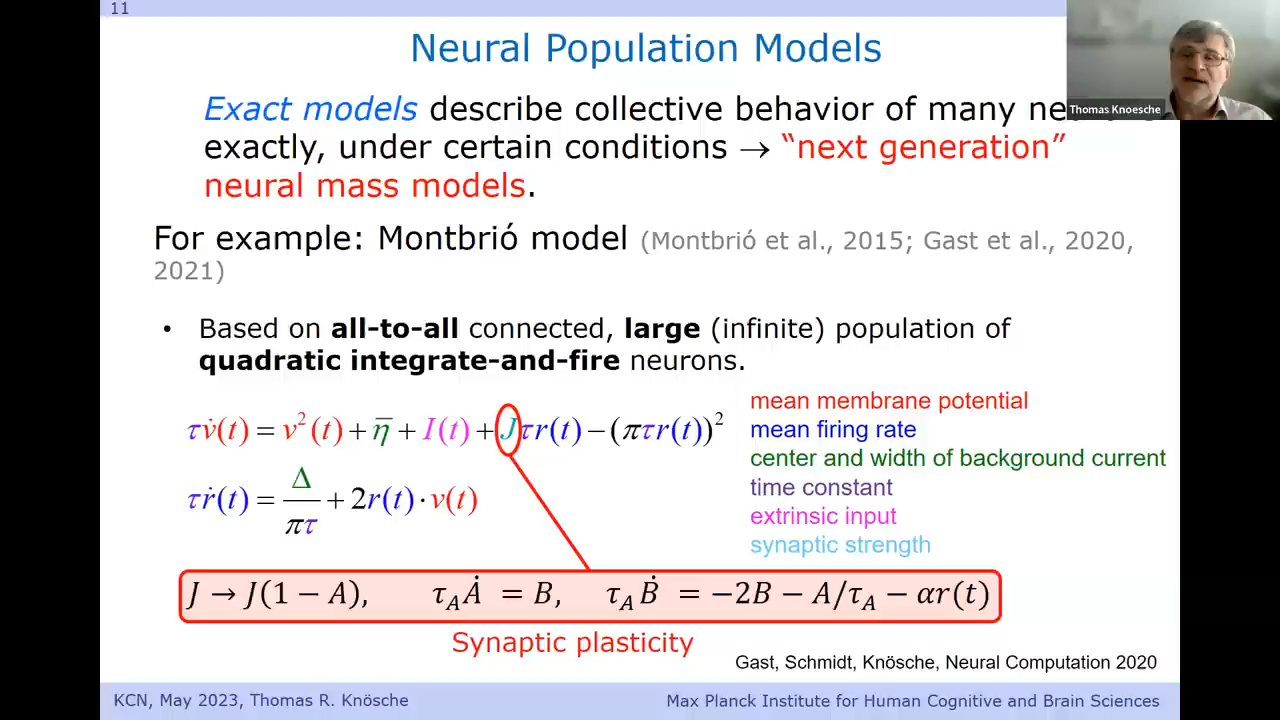 11
Neural Population Models
Thomas Knoesche
Exact models describe collective behavior of many
exactly, under certain conditions → “next generation”
neural mass models.
For example: Montbrió model (Montbrió et al., 2015; Gast et al., 2020,
2021)
• Based on all-to-all connected, large (infinite) population of
quadratic integrate-and-fire neurons.
τv̇(t) = v²(t) + η̅ + I(t) + Jτr(t) − (πτr(t))²
τṙ(t) = Δ/πτ + 2r(t) · v(t)
mean membrane potential
mean firing rate
center and width of background current
time constant
extrinsic input
synaptic strength
J → J(1 − A), τ_A Ȧ = B, τ_A Ḃ = −2B − A/τ_A − αr(t)
Synaptic plasticity
Gast, Schmidt, Knösche, Neural Computation 2020
KCN, May 2023, Thomas R. Knösche
Max Planck Institute for Human Cognitive and Brain Sciences